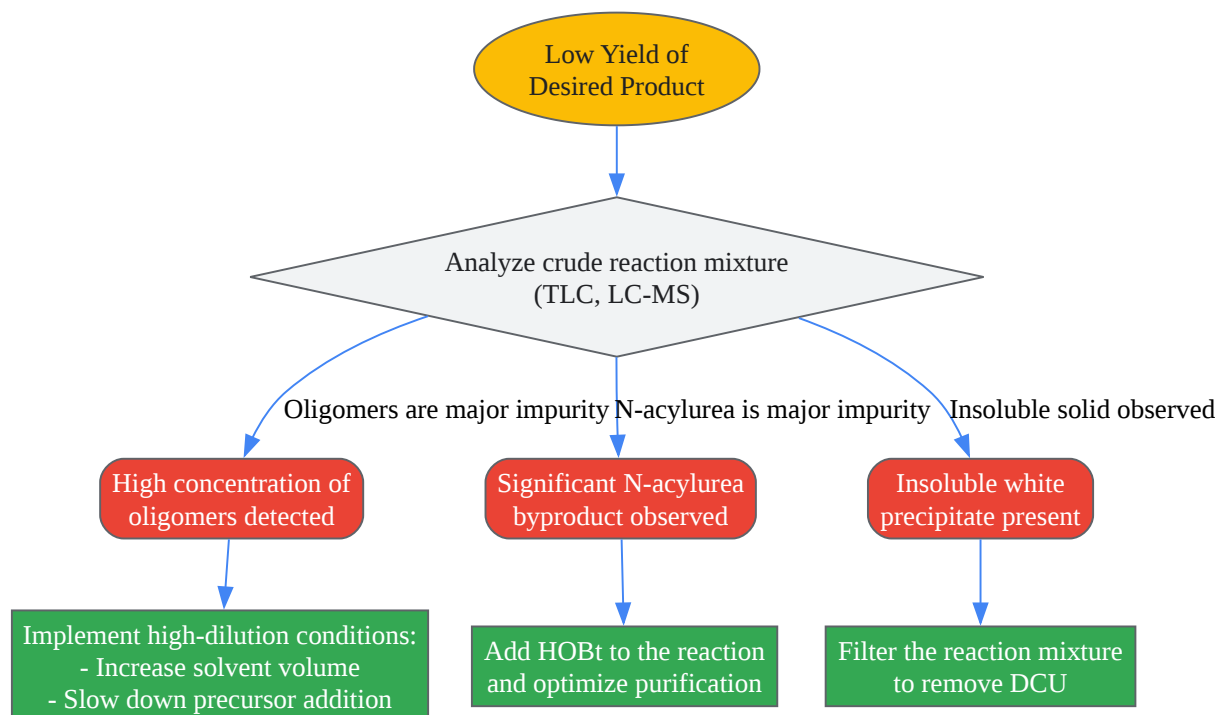 Low Yield of
Desired Product
Analyze crude reaction mixture
(TLC, LC-MS)
Oligomers are major impurity
N-acylurea is major impurity
Insoluble solid observed
High concentration of
oligomers detected
Significant N-acylurea
byproduct observed
Insoluble white
precipitate present
Implement high-dilution conditions:
- Increase solvent volume
- Slow down precursor addition
Add HOBt to the reaction
and optimize purification
Filter the reaction mixture
to remove DCU